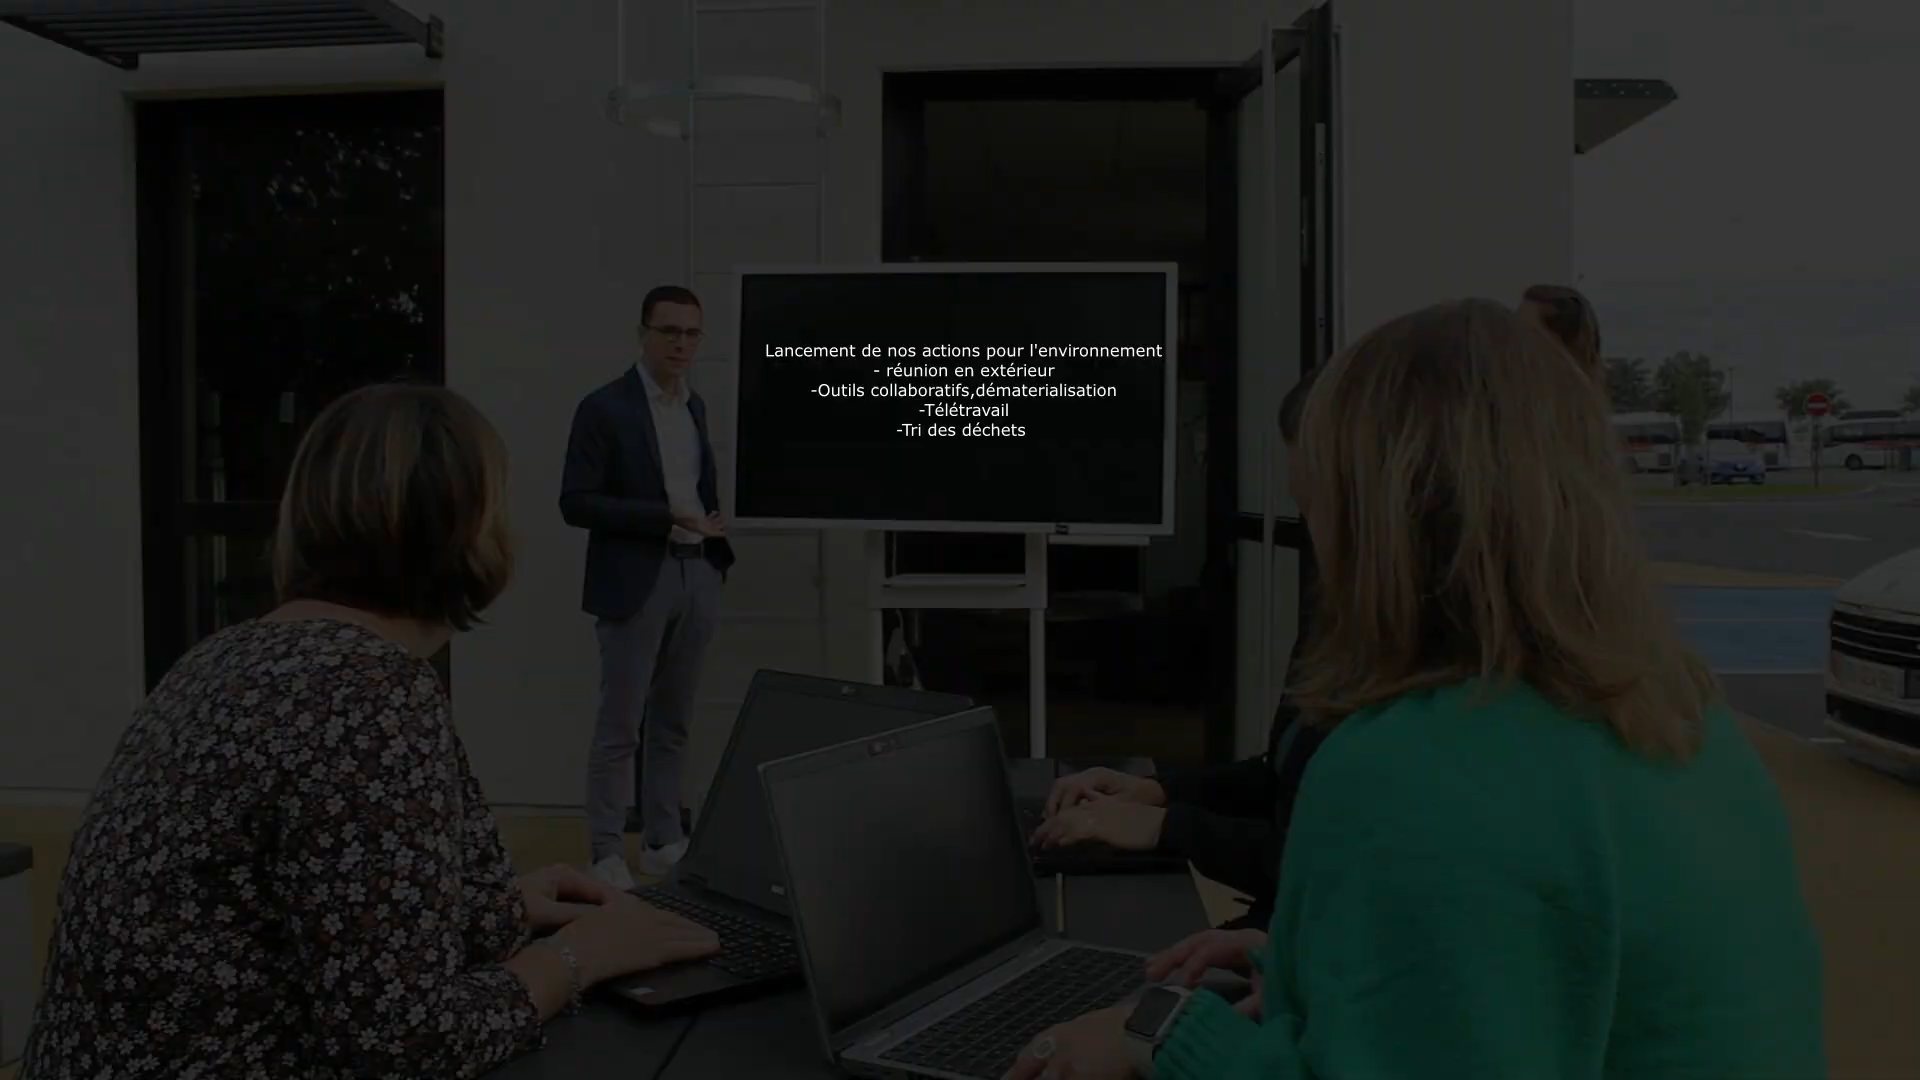 Lancement de nos actions pour l'environnement
- réunion en extérieur
-Outils collaboratifs,dématerialisation
-Télétravail
-Tri des déchets